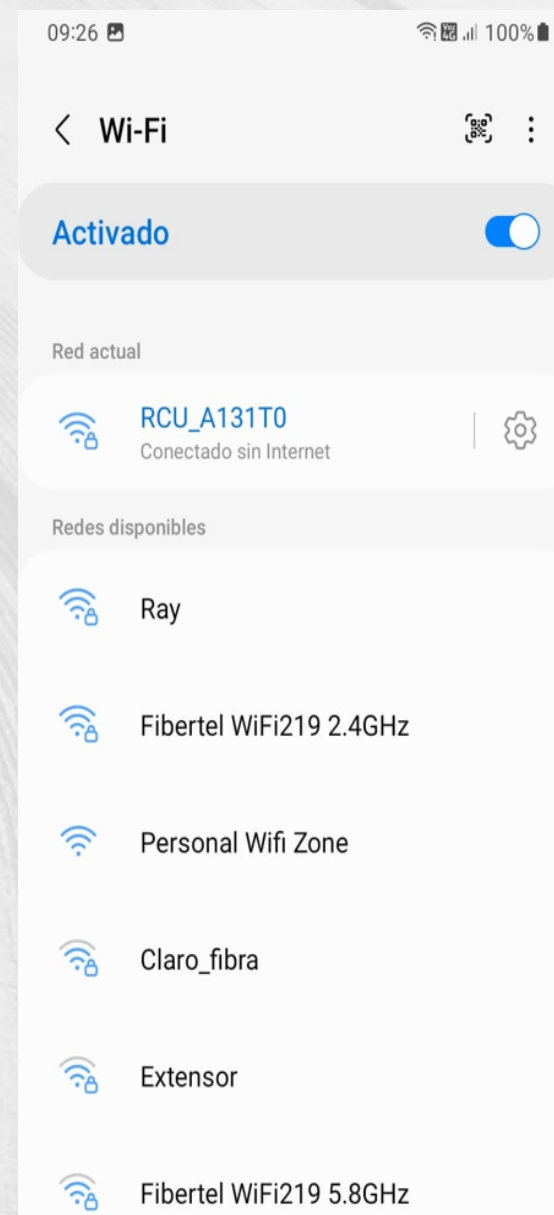 09:26 100%
Wi-Fi
Activado
Red actual
RCU_A131T0
Conectado sin Internet
Redes disponibles
Ray
Fibertel WiFi219 2.4GHz
Personal Wifi Zone
Claro_fibra
Extensor
Fibertel WiFi219 5.8GHz